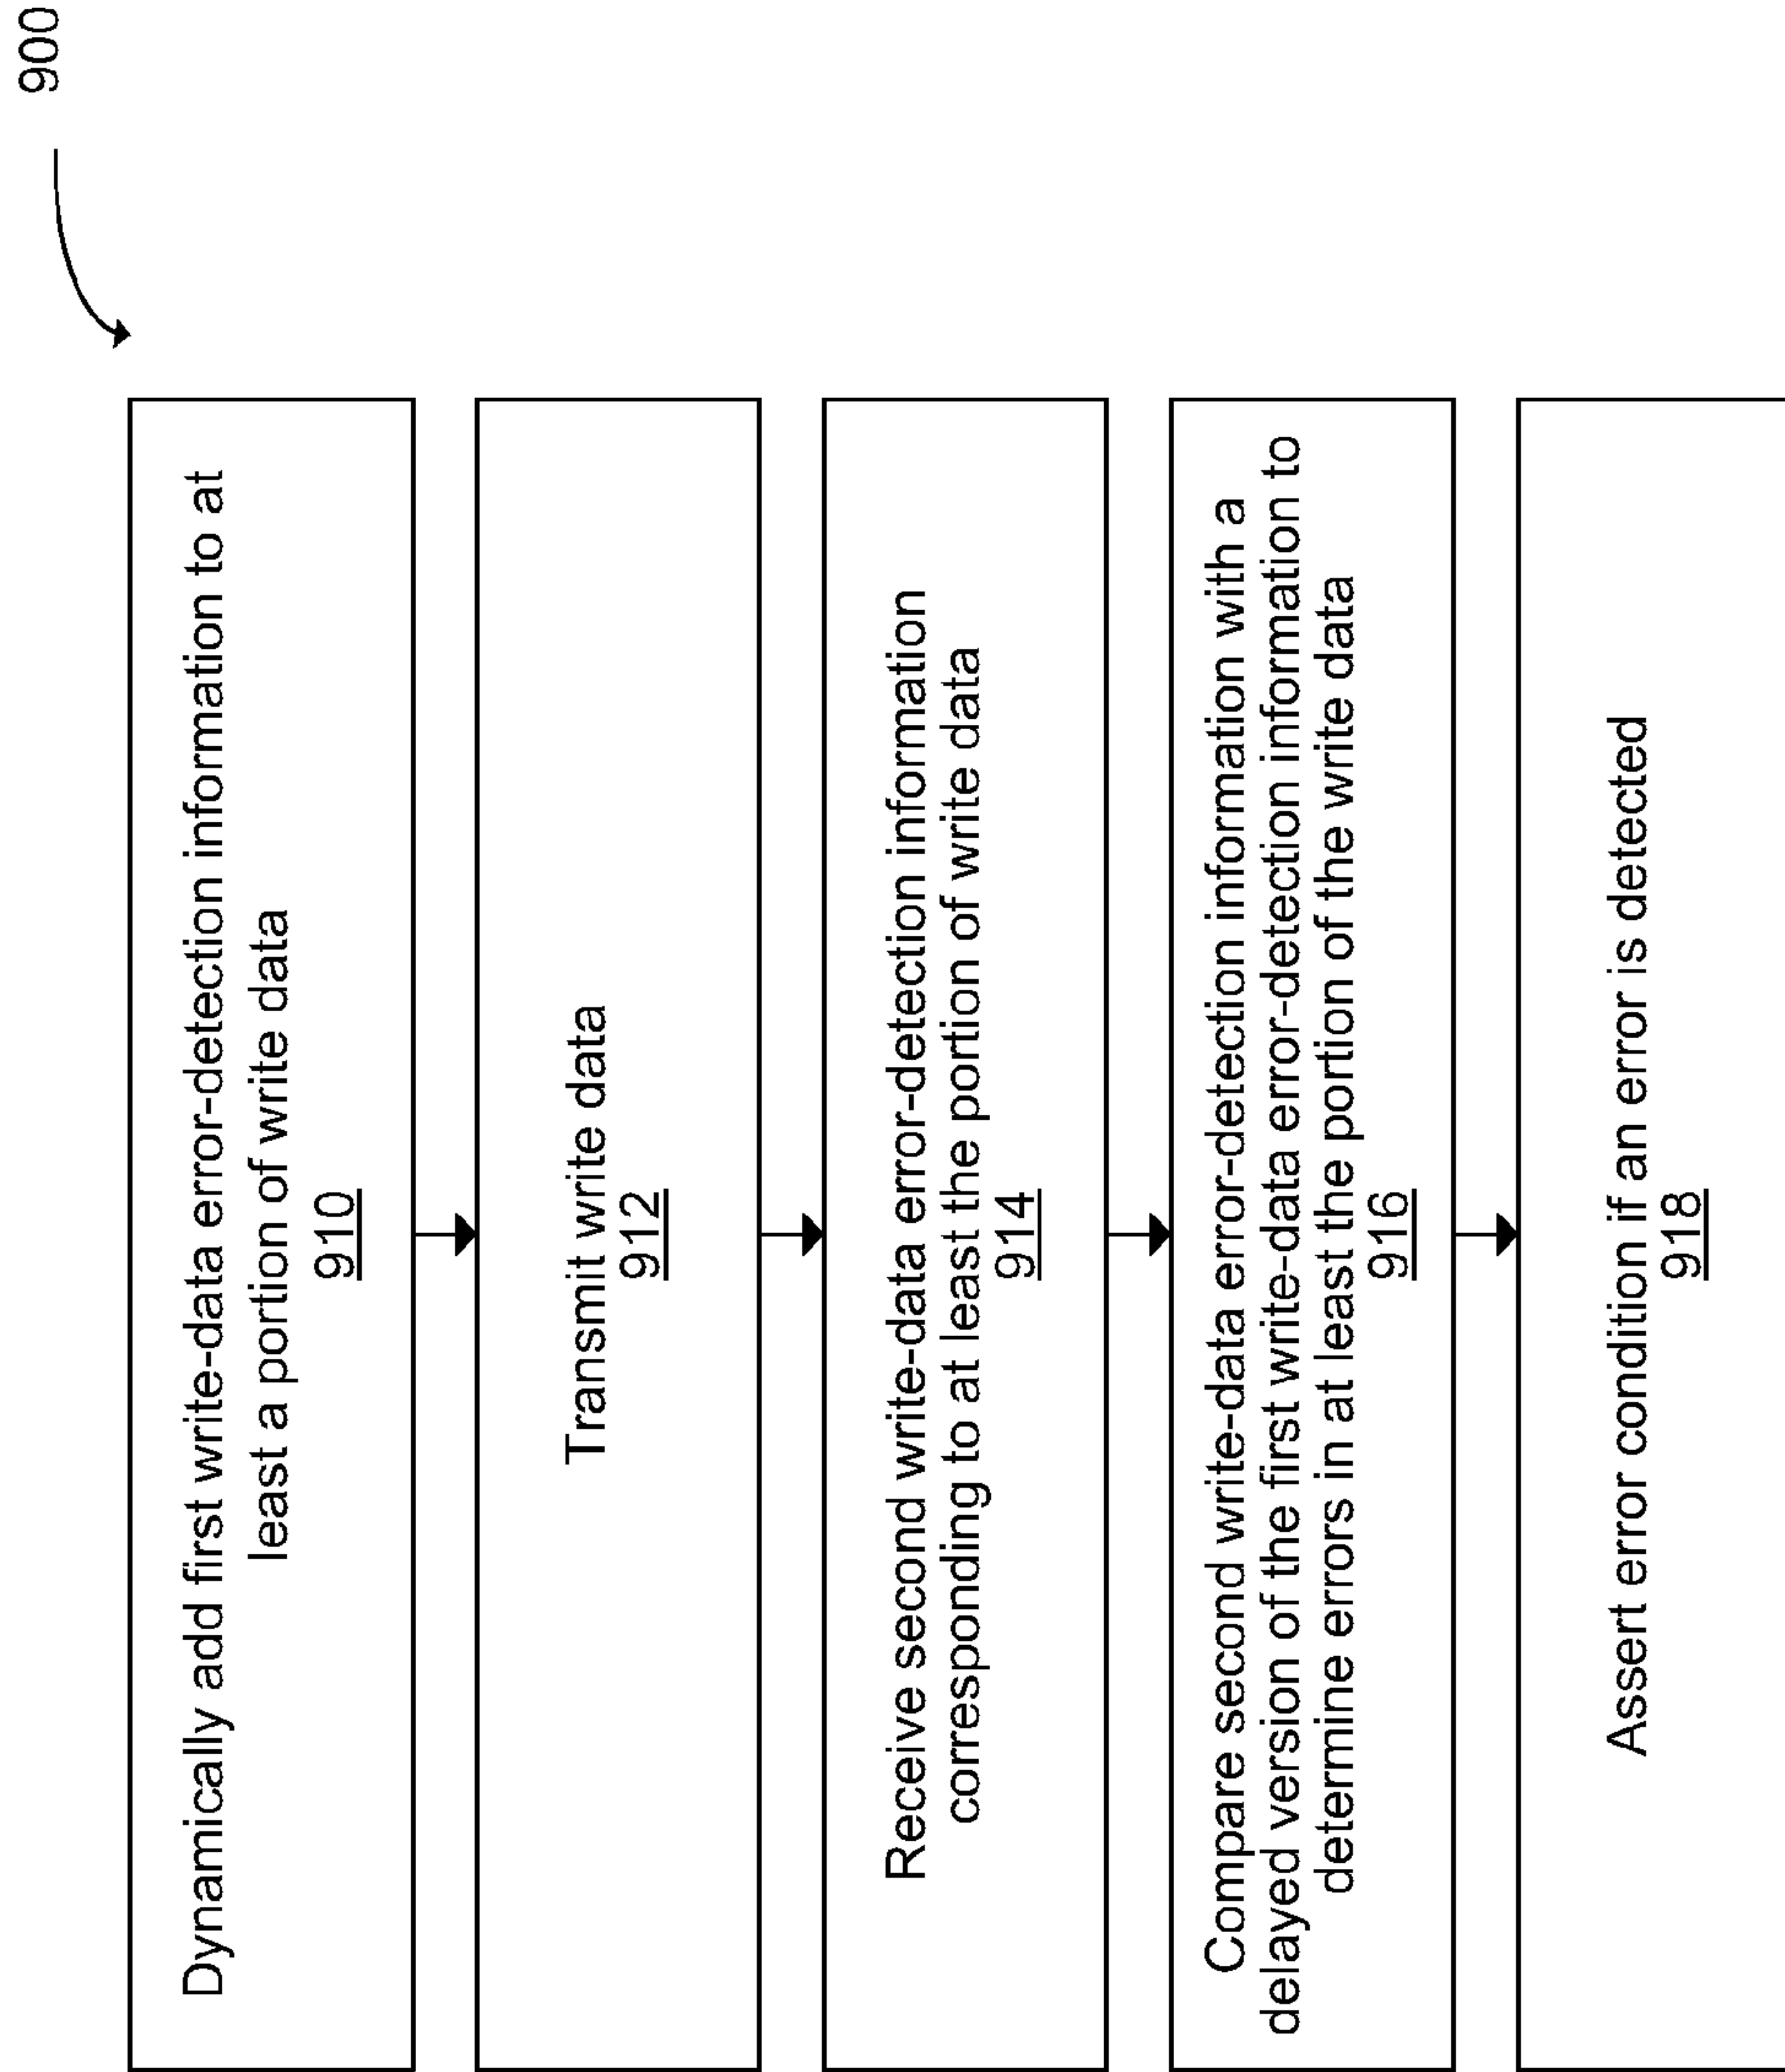 900
Dynamically add first write-data error-detection information to at
least a portion of write data
910
Transmit write data
912
Receive second write-data error-detection information
corresponding to at least the portion of write data
914
Compare second write-data error-detection information with a
delayed version of the first write-data error-detection information to
determine errors in at least the portion of the write data
916
Assert error condition if an error is detected
918